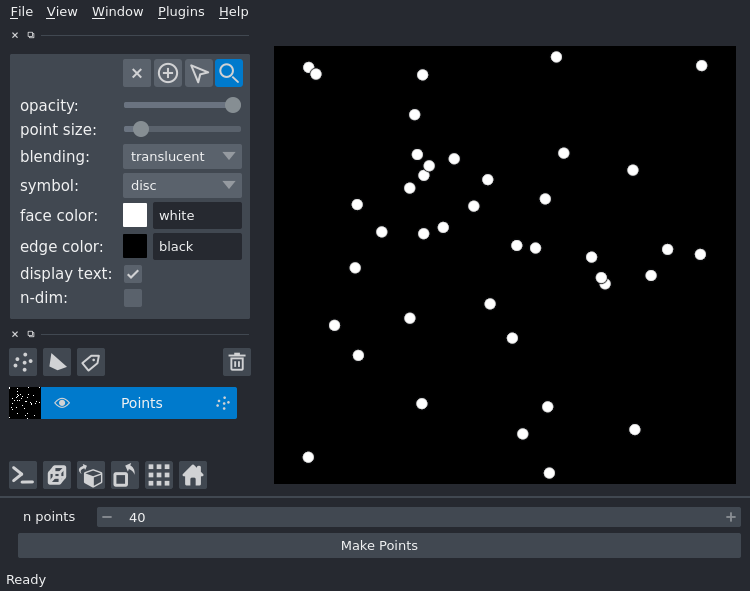 File View Window Plugins Help
opacity:
point size:
blending: translucent
symbol: disc
face color: white
edge color: black
display text:
n-dim:
Points
n points 40
Make Points
Ready